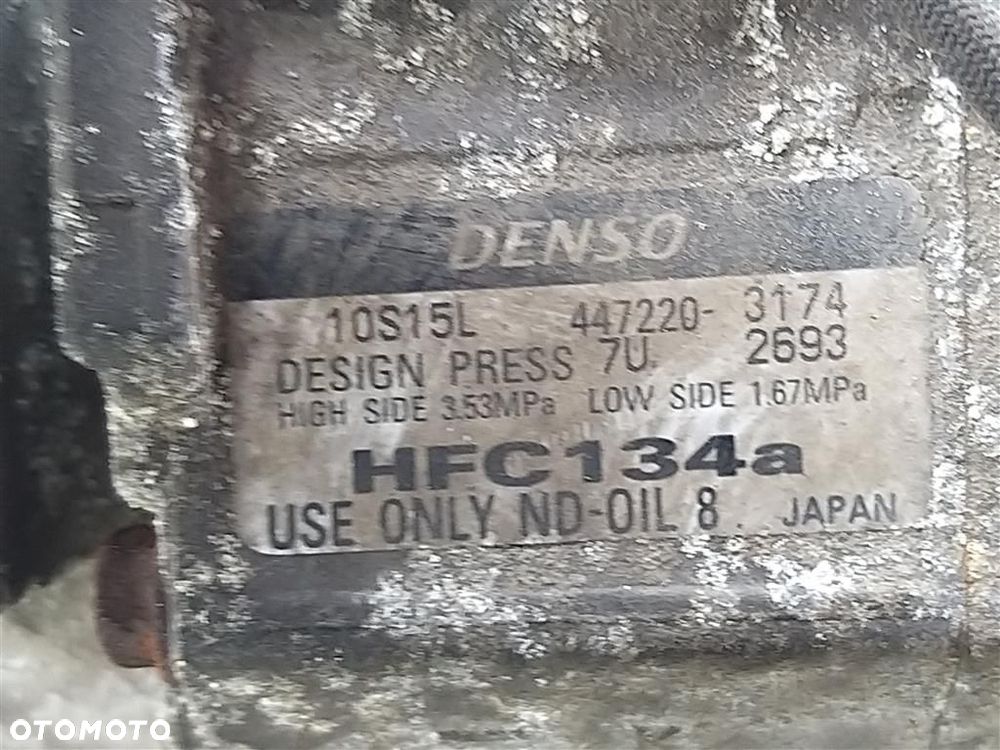 DENSO
10S15L 447220-3174
DESIGN PRESS 7U. 2693
HIGH SIDE 3.53MPa LOW SIDE 1.67MPa
HFC134a
USE ONLY ND-OIL 8. JAPAN
OTOMOTO